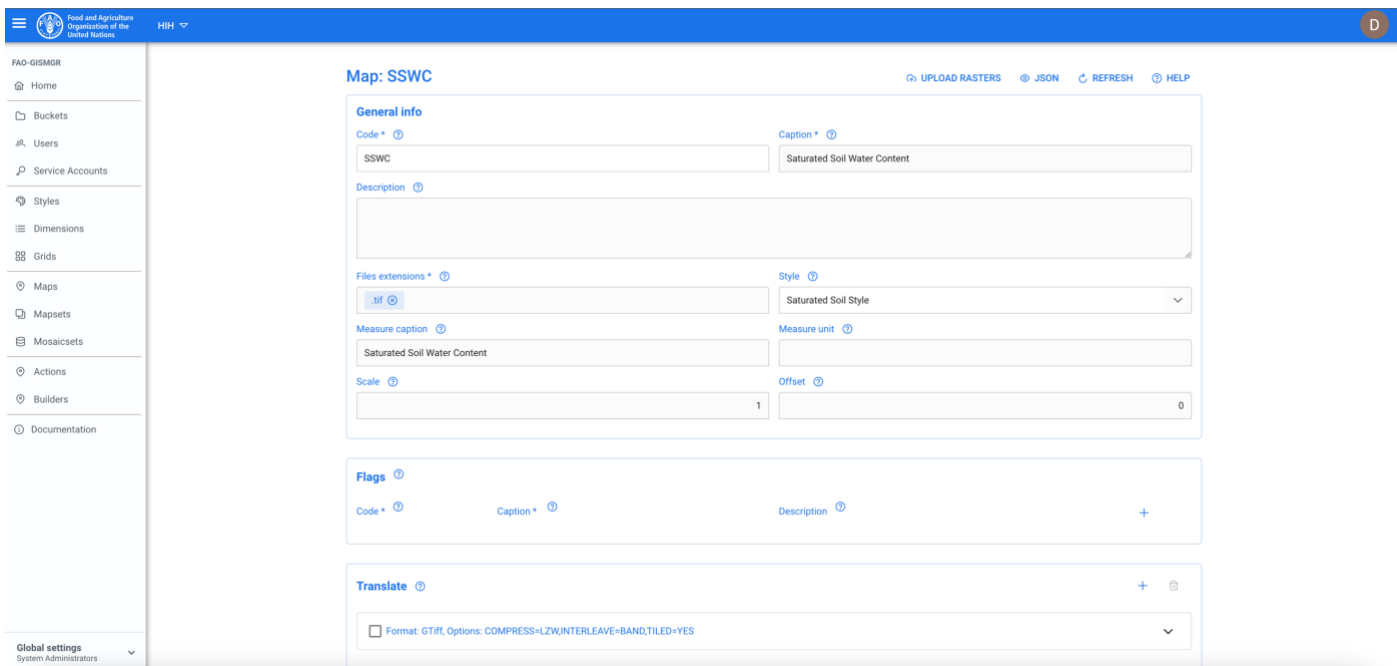 Food and Agriculture
Organization of the
United Nations
HIH
D
FAO-GISMGR
Home
Buckets
Users
Service Accounts
Styles
Dimensions
Grids
Maps
Mapsets
Mosaicsets
Actions
Builders
Documentation
Global settings
System Administrators
Map: SSWC
UPLOAD RASTERS JSON REFRESH HELP
General info
Code * Caption *
SSWC Saturated Soil Water Content
Description
Files extensions * Style
.tif Saturated Soil Style
Measure caption Measure unit
Saturated Soil Water Content
Scale Offset
1 0
Flags
Code * Caption * Description
Translate
Format: GTiff, Options: COMPRESS=LZW,INTERLEAVE=BAND,TILED=YES